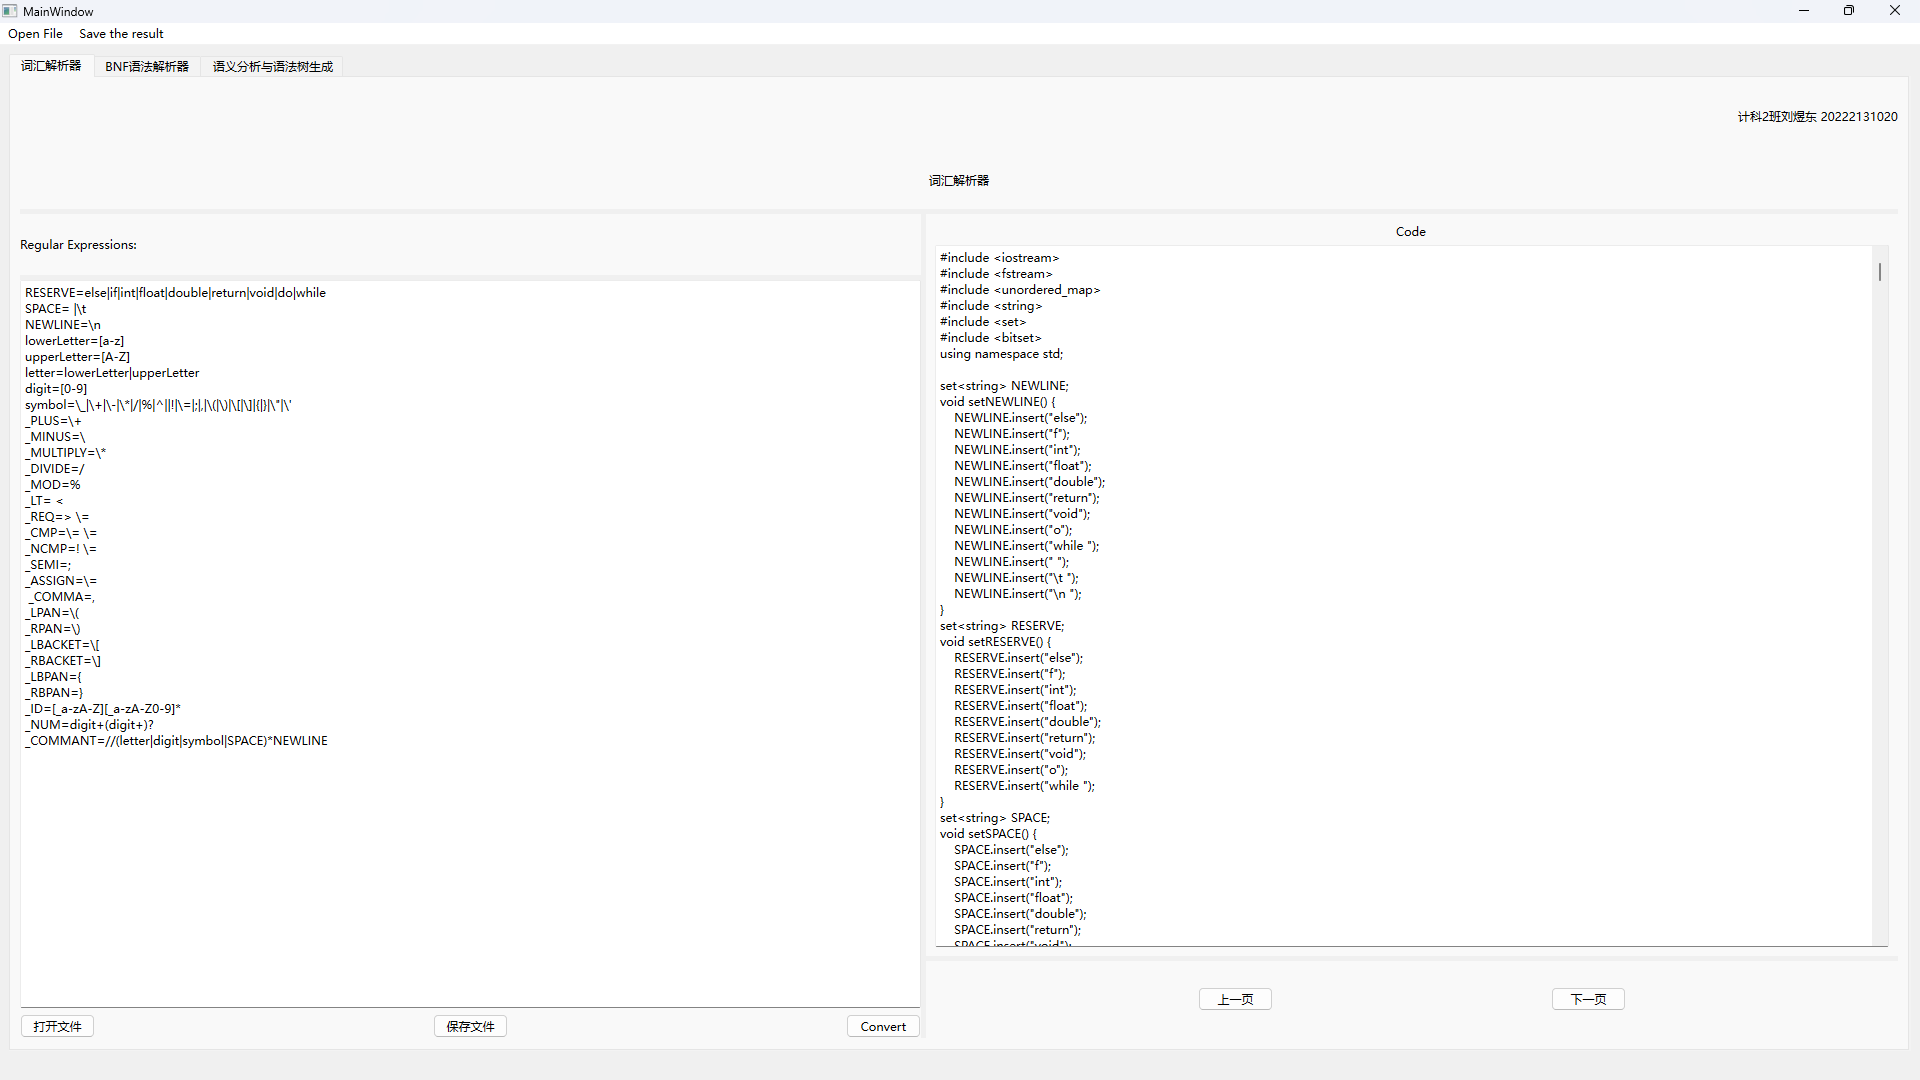 MainWindow
Open File Save the result
词汇解析器 BNF语法解析器 语义分析与语法树生成
计科2班刘煜东 20222131020
词汇解析器
Regular Expressions:
RESERVE=else|if|int|float|double|return|void|do|while
SPACE= |\t
NEWLINE=\n
lowerLetter=[a-z]
upperLetter=[A-Z]
letter=lowerLetter|upperLetter
digit=[0-9]
symbol=\_|\+|\-|\*|/|%|^||!|\=|;|,|\(|\)|\[|\]|{|}|\"|\'
_PLUS=\+
_MINUS=\
_MULTIPLY=\*
_DIVIDE=/
_MOD=%
_LT= <
_REQ=> \=
_CMP=\= \=
_NCMP=! \=
_SEMI=;
_ASSIGN=\=
_COMMA=,
_LPAN=\(
_RPAN=\)
_LBACKET=\[
_RBACKET=\]
_LBPAN={
_RBPAN=}
_ID=[_a-zA-Z][_a-zA-Z0-9]*
_NUM=digit+(digit+)?
_COMMANT=//(letter|digit|symbol|SPACE)*NEWLINE
打开文件 保存文件 Convert
Code
#include <iostream>
#include <fstream>
#include <unordered_map>
#include <string>
#include <set>
#include <bitset>
using namespace std;
set<string> NEWLINE;
void setNEWLINE() {
NEWLINE.insert("else");
NEWLINE.insert("f");
NEWLINE.insert("int");
NEWLINE.insert("float");
NEWLINE.insert("double");
NEWLINE.insert("return");
NEWLINE.insert("void");
NEWLINE.insert("o");
NEWLINE.insert("while ");
NEWLINE.insert(" ");
NEWLINE.insert("\t ");
NEWLINE.insert("\n ");
}
set<string> RESERVE;
void setRESERVE() {
RESERVE.insert("else");
RESERVE.insert("f");
RESERVE.insert("int");
RESERVE.insert("float");
RESERVE.insert("double");
RESERVE.insert("return");
RESERVE.insert("void");
RESERVE.insert("o");
RESERVE.insert("while ");
}
set<string> SPACE;
void setSPACE() {
SPACE.insert("else");
SPACE.insert("f");
SPACE.insert("int");
SPACE.insert("float");
SPACE.insert("double");
SPACE.insert("return");
SPACE.insert("void");
上一页 下一页